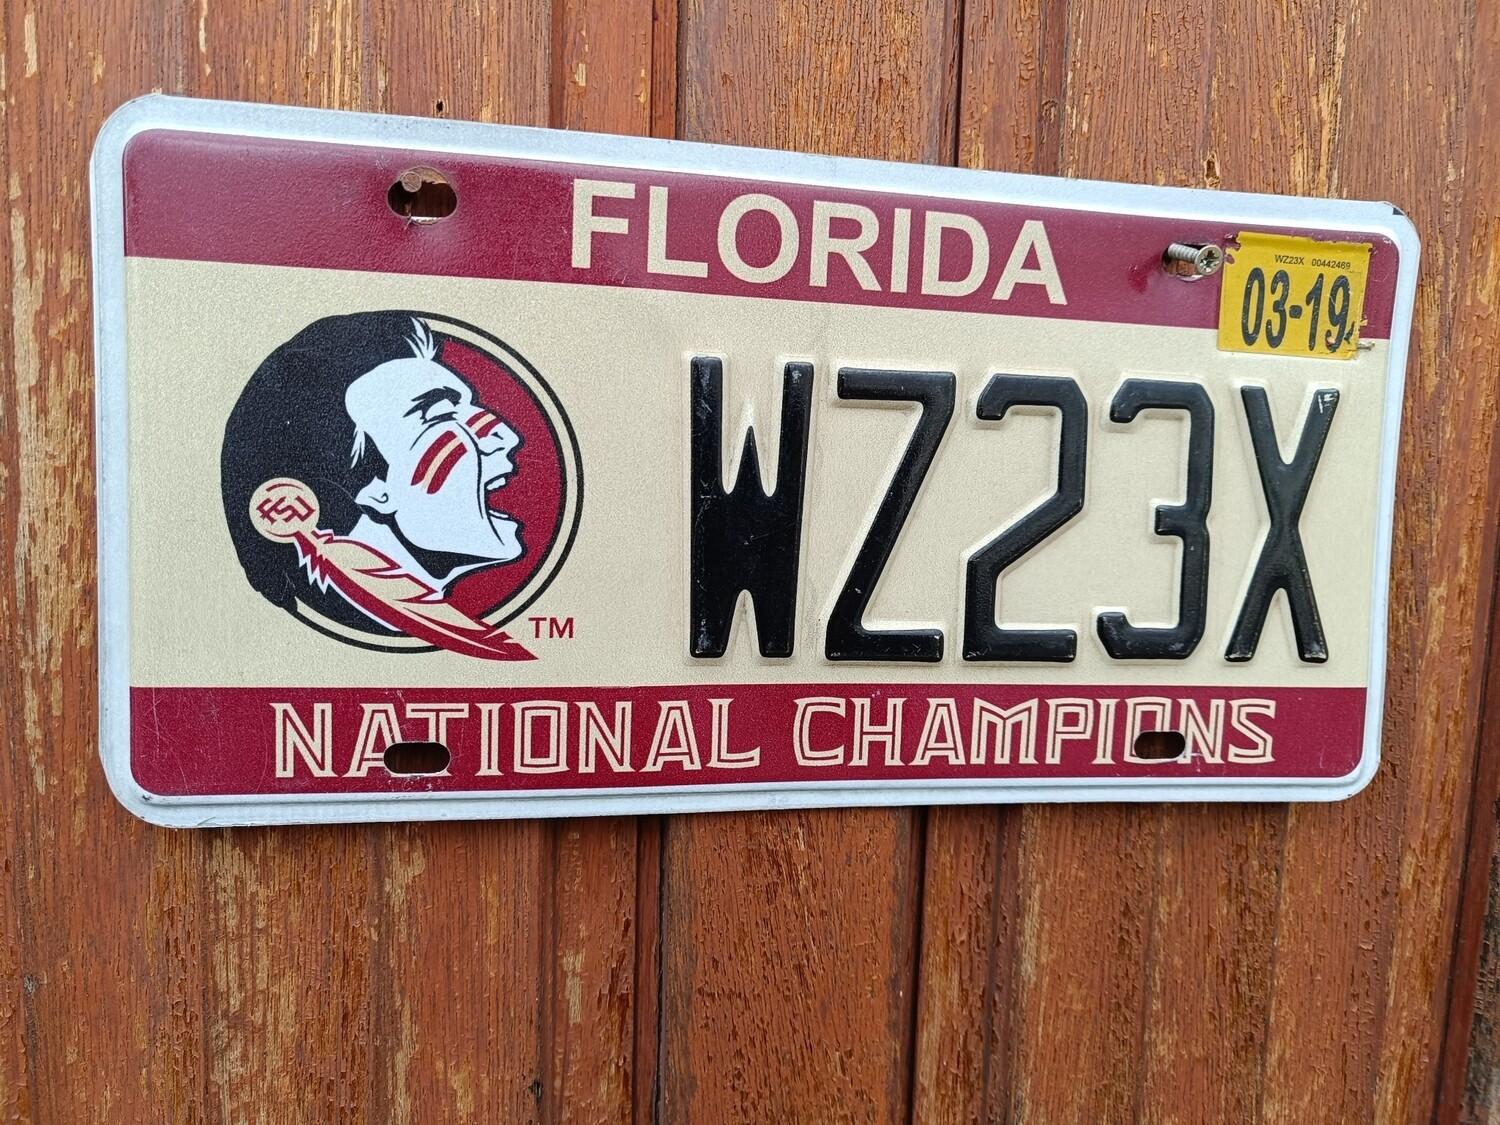 FLORIDA
WZ23X 00442469
03-19
FSU
WZ23X
TM
NATIONAL CHAMPIONS